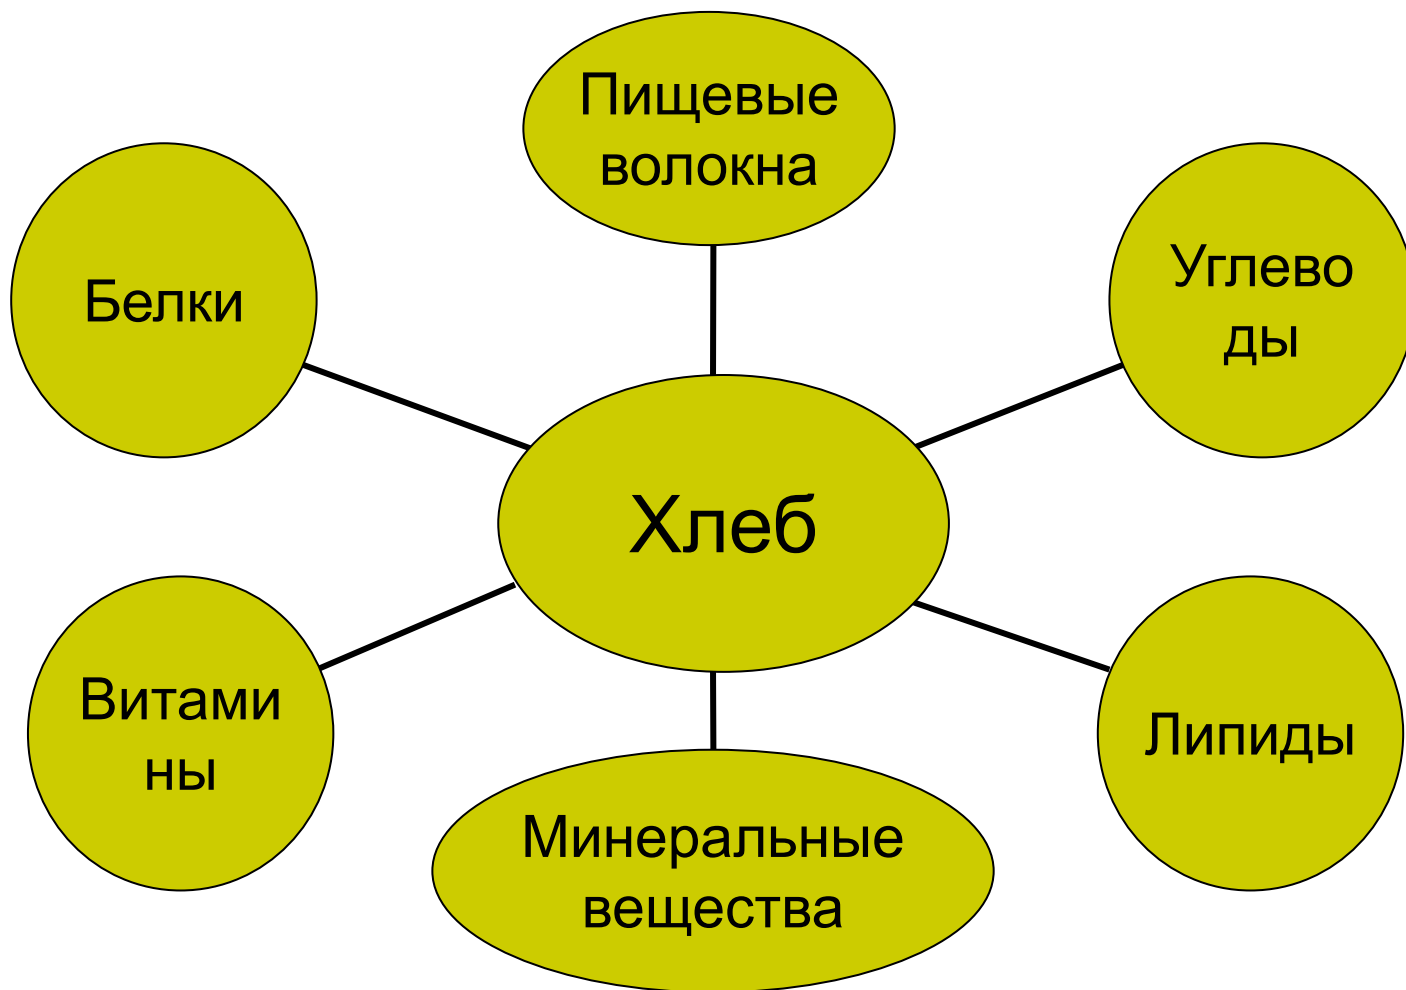 Пищевые
волокна
Белки
Углево
ды
Хлеб
Витами
ны
Липиды
Минеральные
вещества